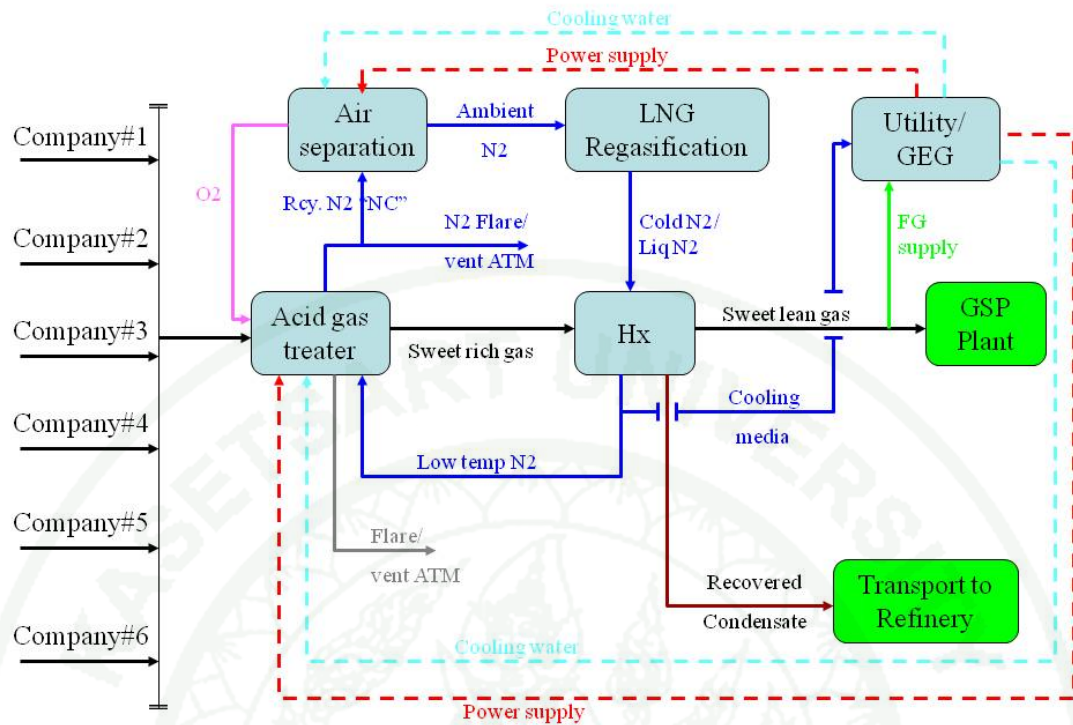 Cooling water
Power supply
Company#1
Company#2
Company#3
Company#4
Company#5
Company#6
Air
separation
Ambient
N2
LNG
Regasification
Utility/
GEG
O2
Rcy. N2 “NC”
N2 Flare/
vent ATM
Cold N2/
Liq N2
FG
supply
Acid gas
treater
Sweet rich gas
Hx
Sweet lean gas
GSP
Plant
Cooling
media
Low temp N2
Flare/
vent ATM
Recovered
Condensate
Transport to
Refinery
Cooling water
Power supply
KASETSART UNIVERSITY